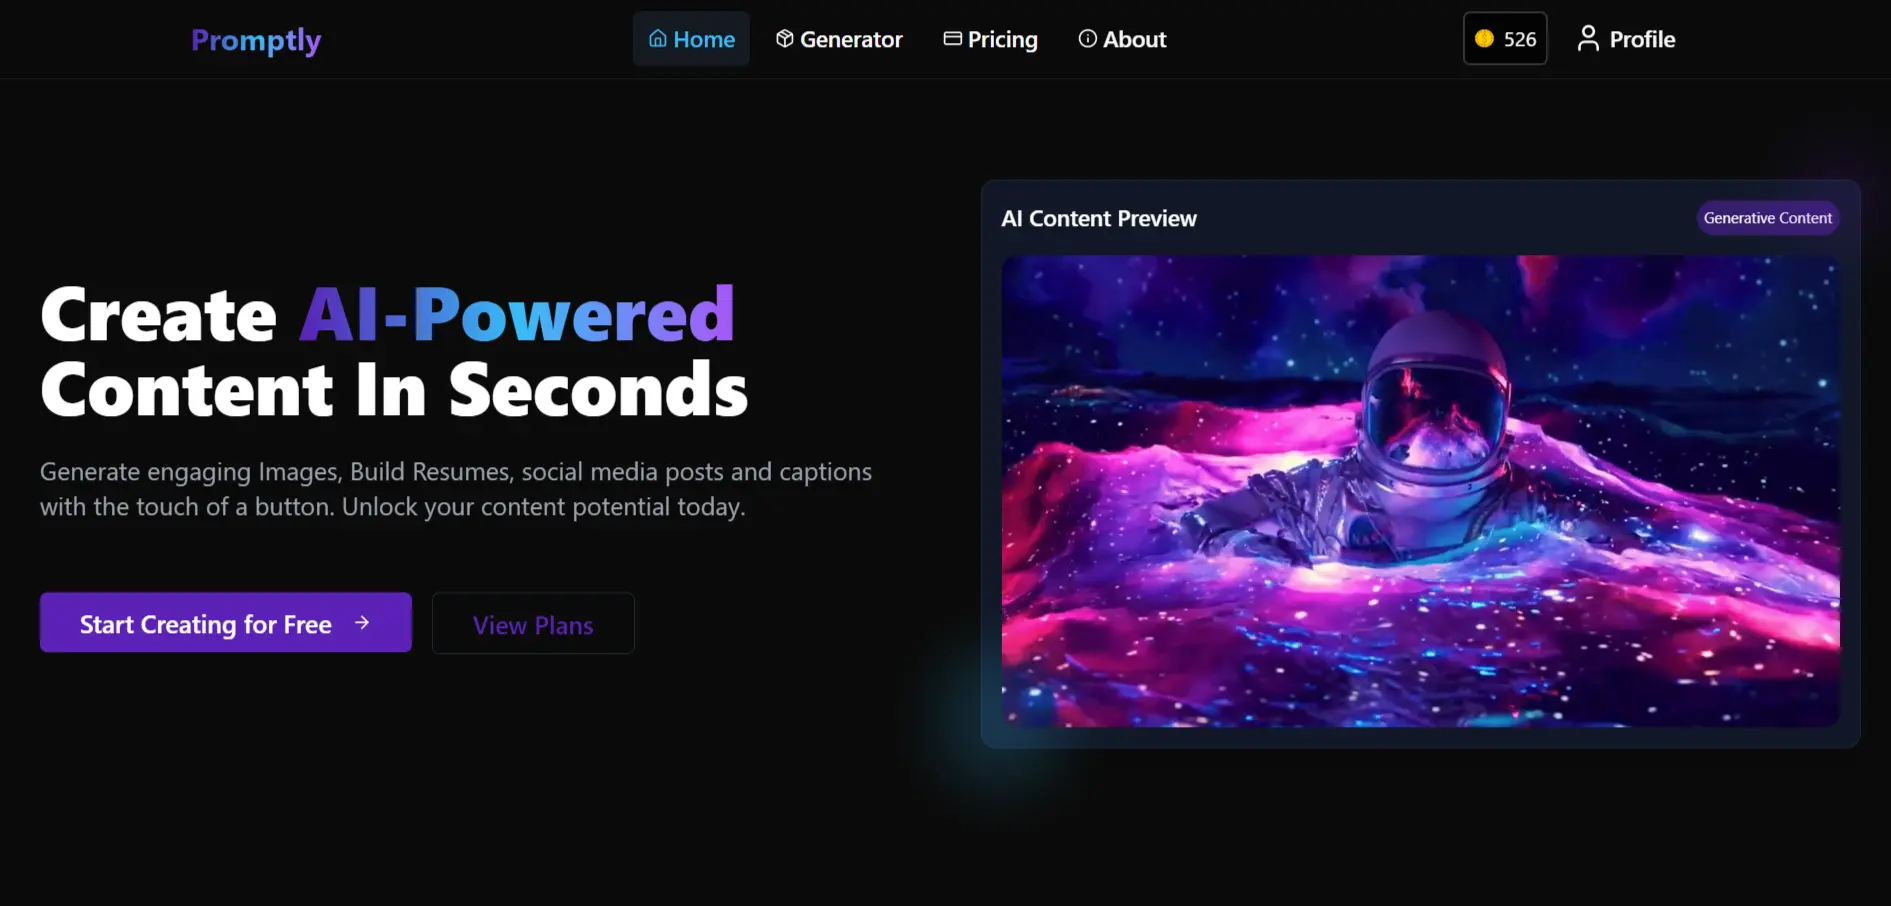 Promptly
Home
Generator
Pricing
About
526
Profile
Create AI-Powered
Content In Seconds
Generate engaging Images, Build Resumes, social media posts and captions
with the touch of a button. Unlock your content potential today.
Start Creating for Free →
View Plans
AI Content Preview
Generative Content